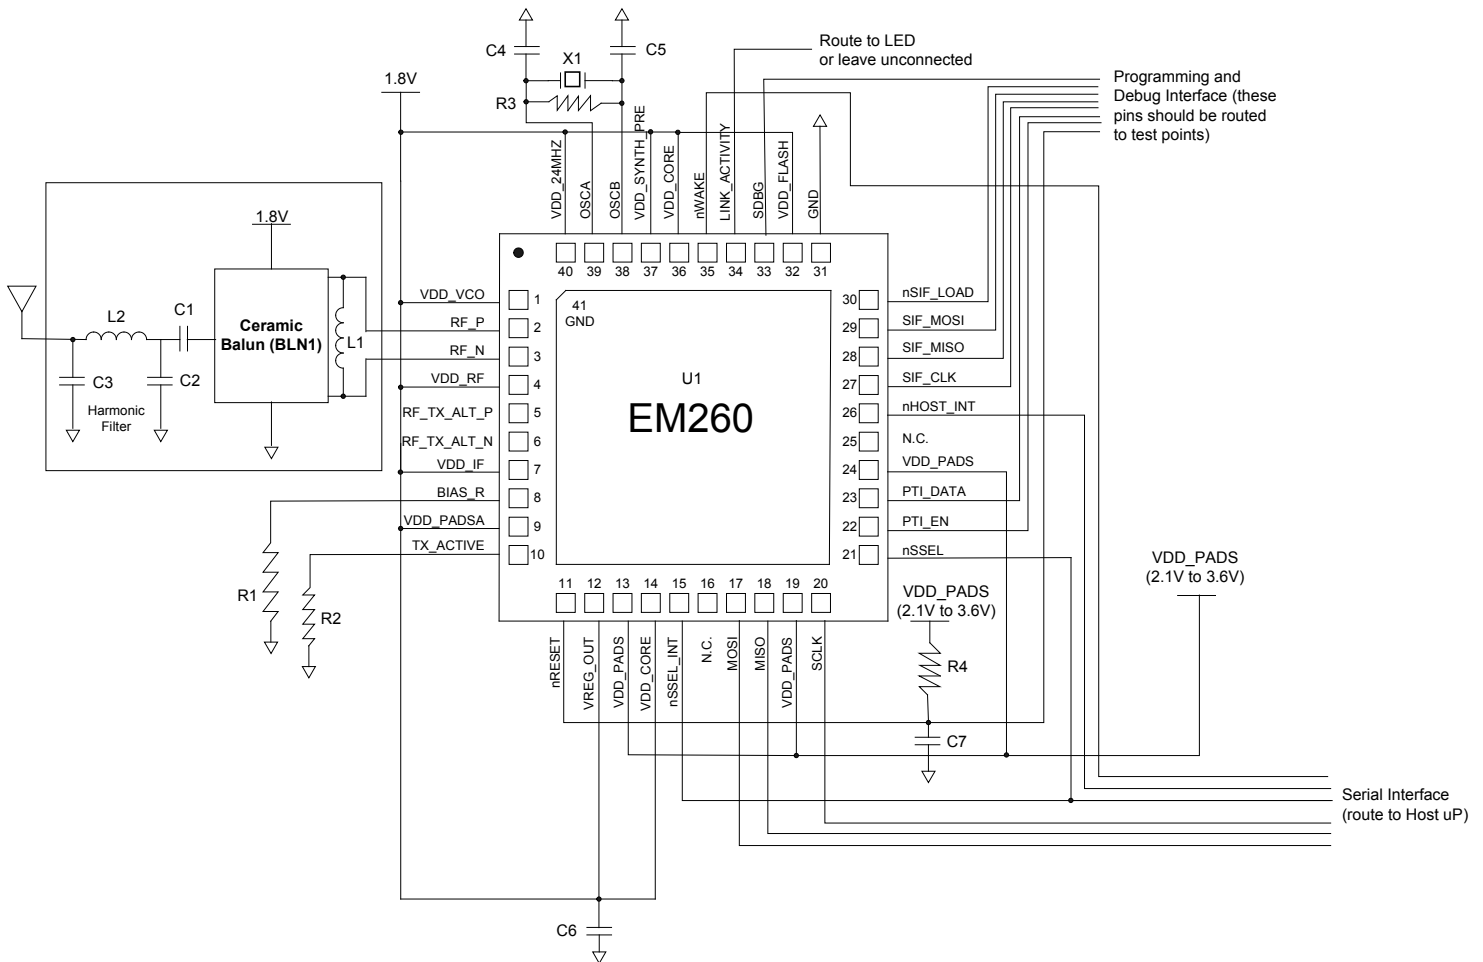 Route to LED
or leave unconnected
C4
C5
X1
R3
1.8V
Programming and
Debug Interface (these
pins should be routed
to test points)
VDD_24MHZ
OSCA
OSCB
VDD_SYNTH_PRE
VDD_CORE
nWAKE
LINK_ACTIVITY
SDBG
VDD_FLASH
GND
40
39
38
37
36
35
34
33
32
31
1.8V
Ceramic
Balun (BLN1)
L1
L2
C1
C3
C2
Harmonic
Filter
VDD_VCO
1
RF_P
2
RF_N
3
VDD_RF
4
RF_TX_ALT_P
5
RF_TX_ALT_N
6
VDD_IF
7
BIAS_R
8
VDD_PADSA
9
TX_ACTIVE
10
41
GND
U1
EM260
30
nSIF_LOAD
29
SIF_MOSI
28
SIF_MISO
27
SIF_CLK
26
nHOST_INT
25
N.C.
24
VDD_PADS
23
PTI_DATA
22
PTI_EN
21
nSSEL
R1
R2
11
12
13
14
15
16
17
18
19
20
nRESET
VREG_OUT
VDD_PADS
VDD_CORE
nSSEL_INT
N.C.
MOSI
MISO
VDD_PADS
SCLK
VDD_PADS
(2.1V to 3.6V)
R4
C7
VDD_PADS
(2.1V to 3.6V)
Serial Interface
(route to Host uP)
C6